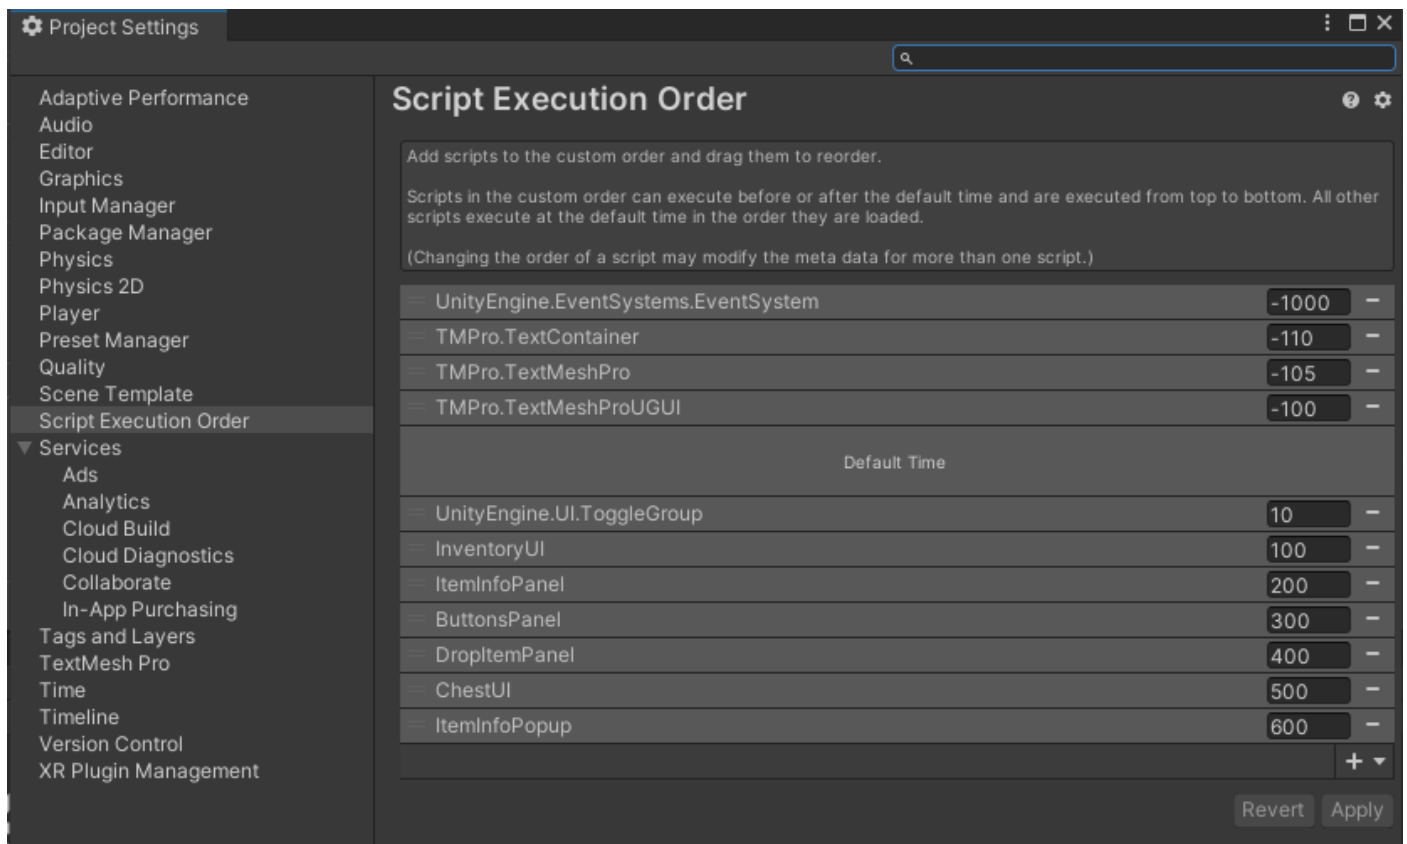 Project Settings
Adaptive Performance
Audio
Editor
Graphics
Input Manager
Package Manager
Physics
Physics 2D
Player
Preset Manager
Quality
Scene Template
Script Execution Order
Services
Ads
Analytics
Cloud Build
Cloud Diagnostics
Collaborate
In-App Purchasing
Tags and Layers
TextMesh Pro
Time
Timeline
Version Control
XR Plugin Management
Script Execution Order
Add scripts to the custom order and drag them to reorder.
Scripts in the custom order can execute before or after the default time and are executed from top to bottom. All other
scripts execute at the default time in the order they are loaded.
(Changing the order of a script may modify the meta data for more than one script.)
UnityEngine.EventSystems.EventSystem -1000
TMPro.TextContainer -110
TMPro.TextMeshPro -105
TMPro.TextMeshProUGUI -100
Default Time
UnityEngine.UI.ToggleGroup 10
InventoryUI 100
ItemInfoPanel 200
ButtonsPanel 300
DropItemPanel 400
ChestUI 500
ItemInfoPopup 600
Revert Apply